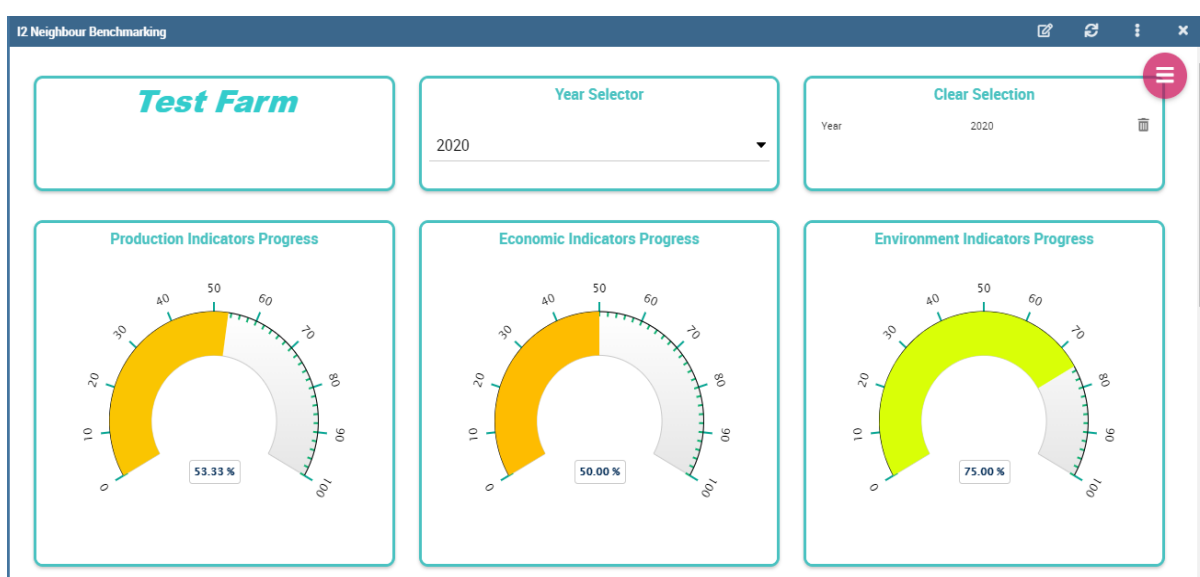 I2 Neighbour Benchmarking
Test Farm
Year Selector
2020
Clear Selection
Year 2020
Production Indicators Progress
0 10 20 30 40 50 60 70 80 90 100
53.33 %
Economic Indicators Progress
0 10 20 30 40 50 60 70 80 90 100
50.00 %
Environment Indicators Progress
0 10 20 30 40 50 60 70 80 90 100
75.00 %